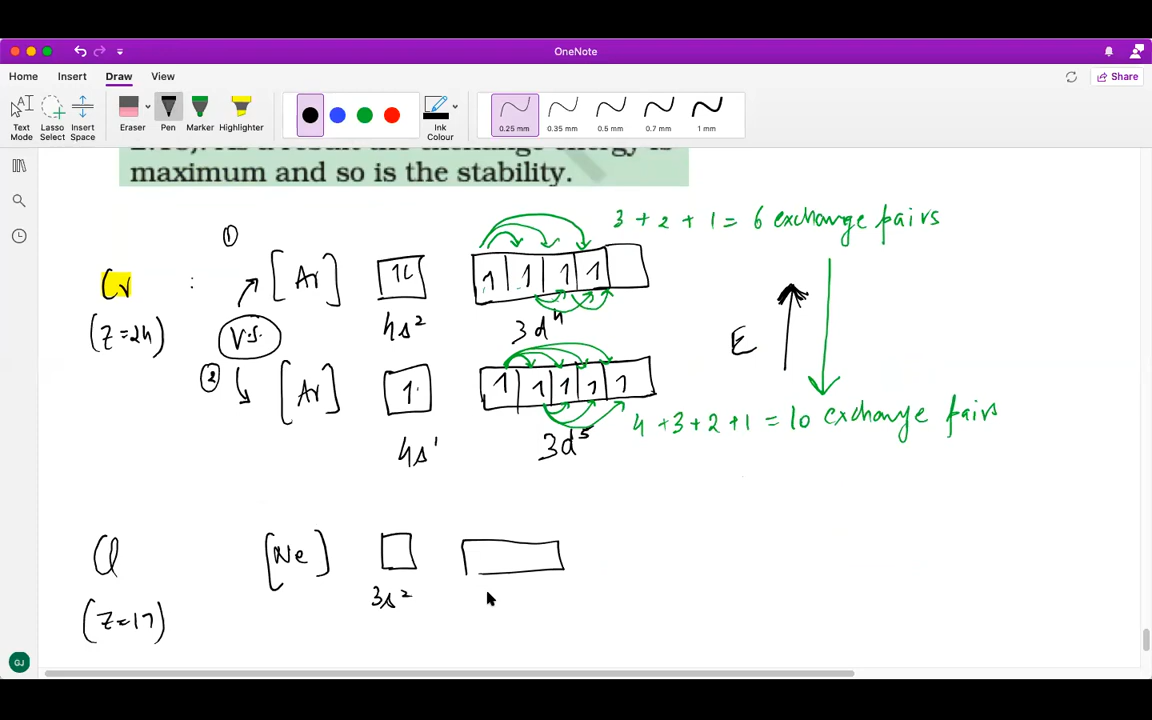 OneNote
Home Insert Draw View
Share
Text Mode
Lasso Select
Insert Space
Eraser
Pen
Marker
Highlighter
Ink Colour
0.25 mm
0.35 mm
0.5 mm
0.7 mm
1 mm
maximum and so is the stability.
3 + 2 + 1 = 6 exchange pairs
①
Cr : [Ar] 1L 1 1 1 1
4s² 3d⁴
(Z=24)
V.S.
E
② [Ar] 1 1 1 1 1 1
4s¹ 3d⁵
4 + 3 + 2 + 1 = 10 exchange pairs
Cl [Ne]
3s²
(Z=17)
GJ